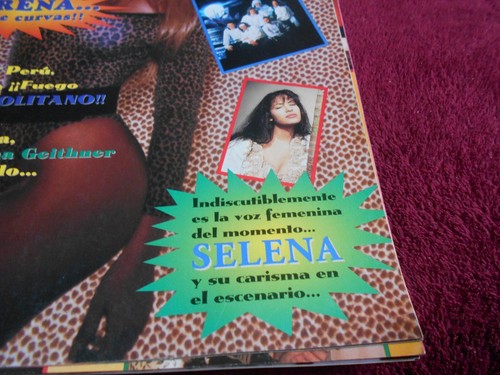 RENA...
e curvas!!
Perú,
¡¡Fuego
OLITANO!!
a,
en Geithner
do...
Indiscutiblemente
es la voz femenina
del momento...
SELENA
y su carisma en
el escenario...